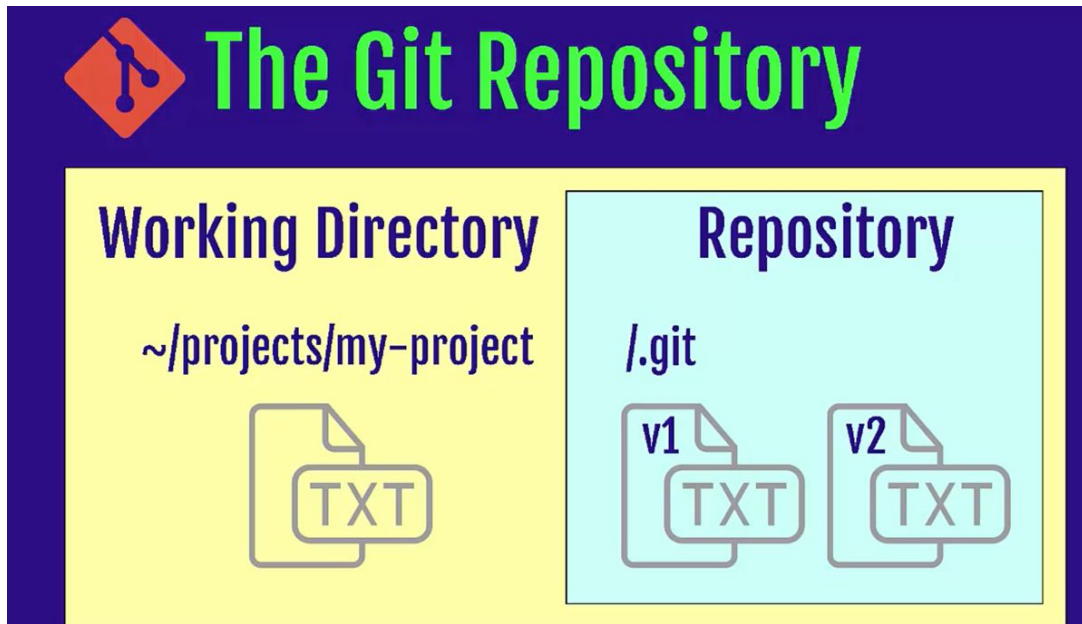 The Git Repository
Working Directory
Repository
~/projects/my-project
/.git
TXT
v1
TXT
v2
TXT